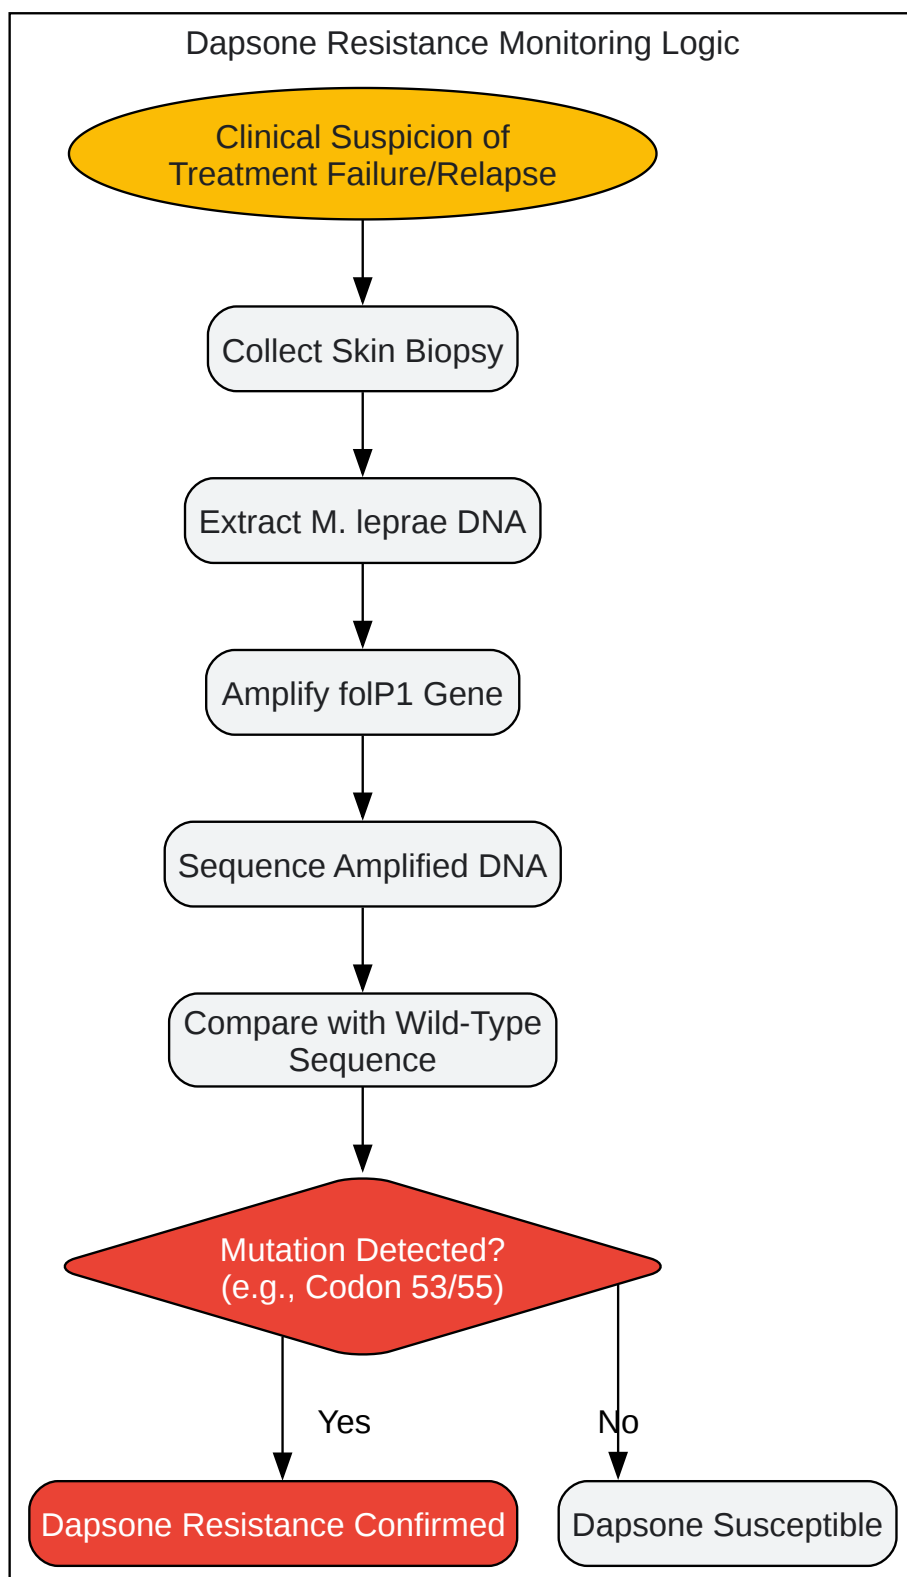 Dapsone Resistance Monitoring Logic
Clinical Suspicion of
Treatment Failure/Relapse
Collect Skin Biopsy
Extract M. leprae DNA
Amplify folP1 Gene
Sequence Amplified DNA
Compare with Wild-Type
Sequence
Mutation Detected?
(e.g., Codon 53/55)
Yes
No
Dapsone Resistance Confirmed
Dapsone Susceptible